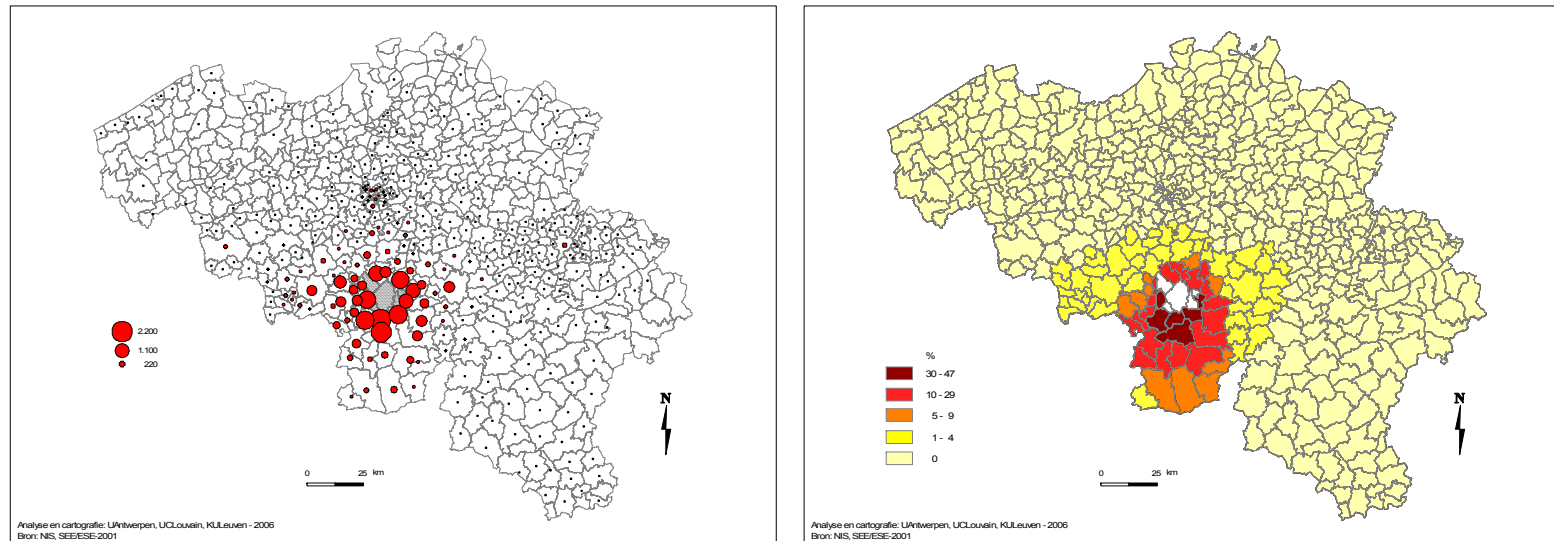 2.200
1.100
220
N
0 25 km
Analyse en cartografie: UAntwerpen, UCLouvain, KULeuven - 2006
Bron: NIS, SEE/ESE-2001
%
30 - 47
10 - 29
5 - 9
1 - 4
0
N
0 25 km
Analyse en cartografie: UAntwerpen, UCLouvain, KULeuven - 2006
Bron: NIS, SEE/ESE-2001